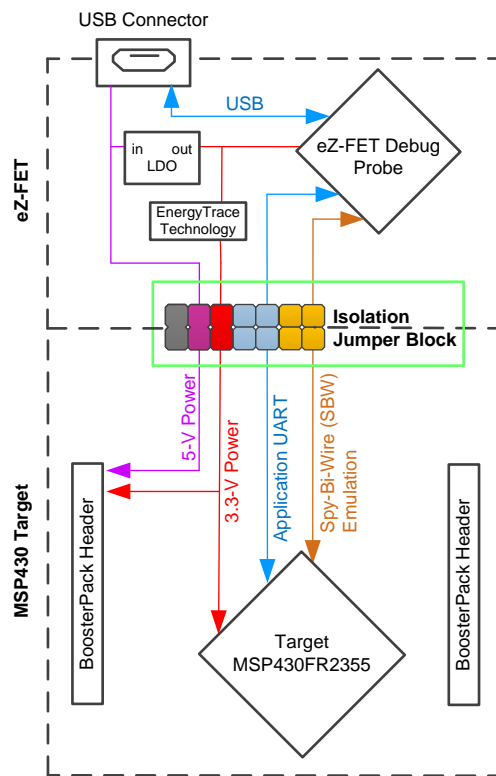 USB Connector
USB
in out
LDO
eZ-FET Debug
Probe
EnergyTrace
Technology
eZ-FET
Isolation
Jumper Block
5-V Power
3.3-V Power
Application UART
Spy-Bi-Wire (SBW)
Emulation
MSP430 Target
BoosterPack Header
BoosterPack Header
Target
MSP430FR2355